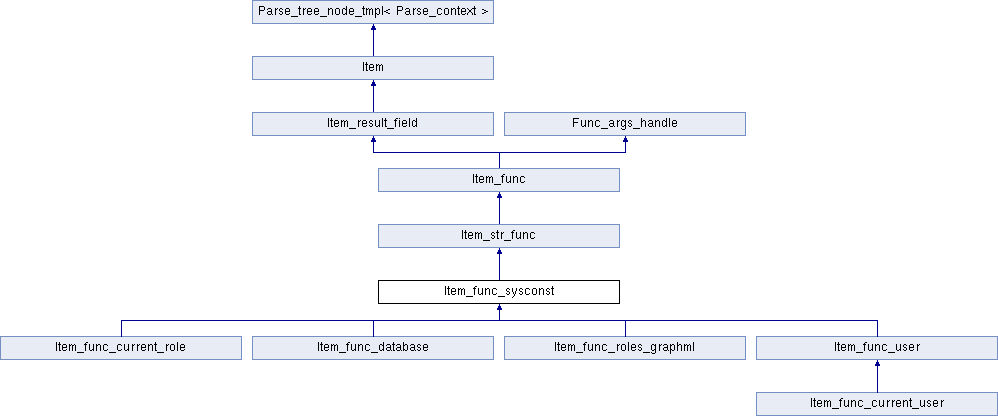 Parse_tree_node_tmpl< Parse_context >
Item
Item_result_field
Func_args_handle
Item_func
Item_str_func
Item_func_sysconst
Item_func_current_role
Item_func_database
Item_func_roles_graphml
Item_func_user
Item_func_current_user